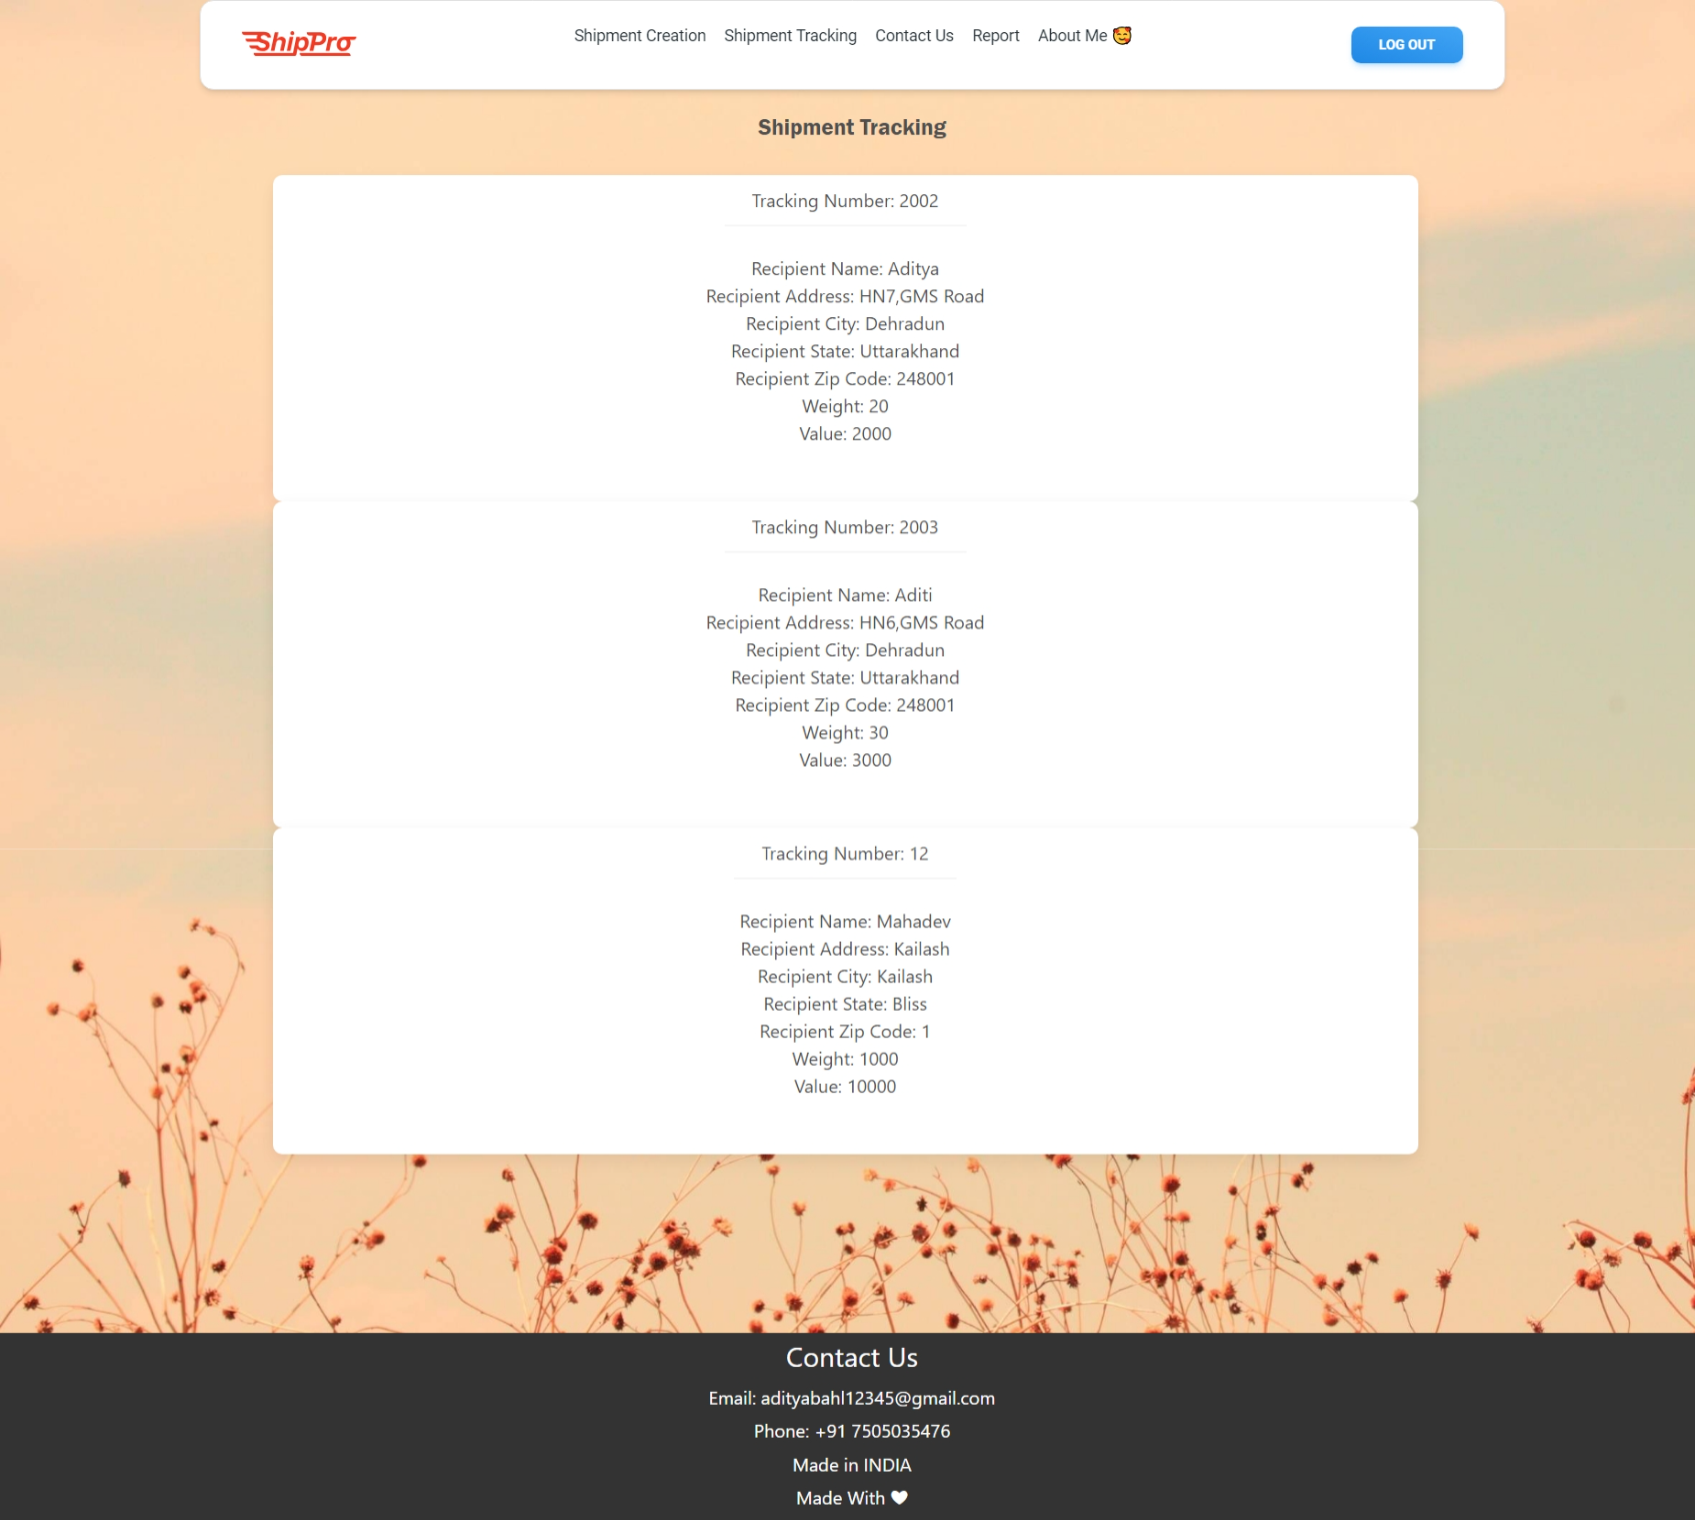 ShipPro
Shipment Creation Shipment Tracking Contact Us Report About Me 🥰
LOG OUT
Shipment Tracking
Tracking Number: 2002
Recipient Name: Aditya
Recipient Address: HN7,GMS Road
Recipient City: Dehradun
Recipient State: Uttarakhand
Recipient Zip Code: 248001
Weight: 20
Value: 2000
Tracking Number: 2003
Recipient Name: Aditi
Recipient Address: HN6,GMS Road
Recipient City: Dehradun
Recipient State: Uttarakhand
Recipient Zip Code: 248001
Weight: 30
Value: 3000
Tracking Number: 12
Recipient Name: Mahadev
Recipient Address: Kailash
Recipient City: Kailash
Recipient State: Bliss
Recipient Zip Code: 1
Weight: 1000
Value: 10000
Contact Us
Email: adityabahl12345@gmail.com
Phone: +91 7505035476
Made in INDIA
Made With ♥